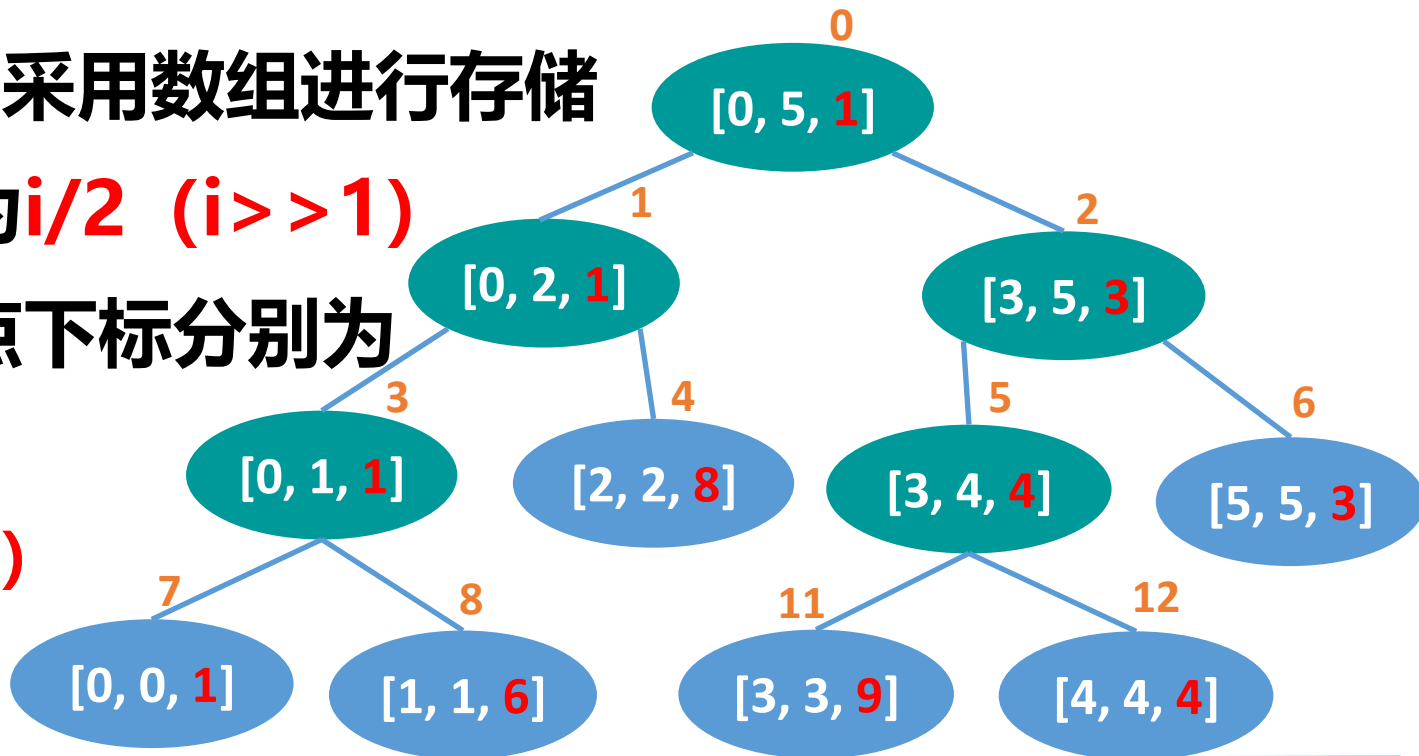 0
采用数组进行存储
[0, 5, 1]
为i/2（i>>1）
1
2
[0, 2, 1]
[3, 5, 3]
点下标分别为
3
4
5
6
[0, 1, 1]
[2, 2, 8]
[3, 4, 4]
[5, 5, 3]
)
7
8
11
12
[0, 0, 1]
[1, 1, 6]
[3, 3, 9]
[4, 4, 4]